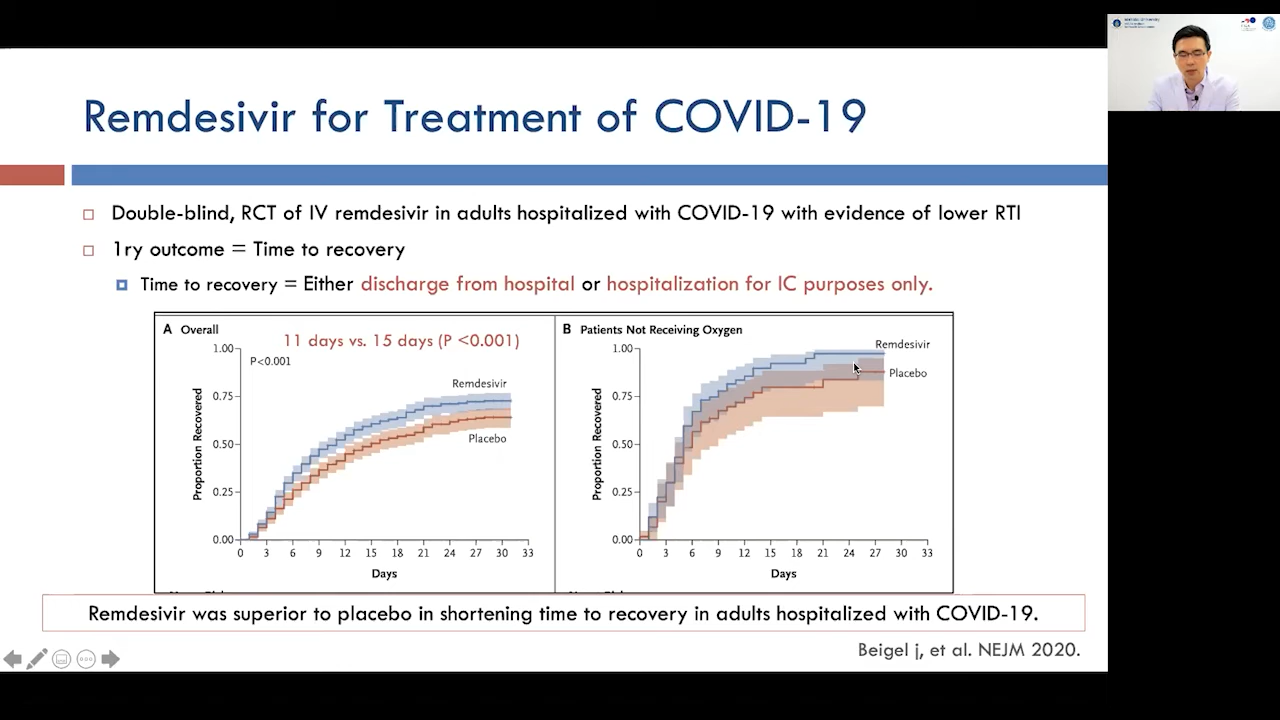 Remdesivir for Treatment of COVID-19
Double-blind, RCT of IV remdesivir in adults hospitalized with COVID-19 with evidence of lower RTI
1ry outcome = Time to recovery
Time to recovery = Either discharge from hospital or hospitalization for IC purposes only.
A Overall
11 days vs. 15 days (P <0.001)
P<0.001
1.00
0.75
0.50
0.25
0.00
Proportion Recovered
Remdesivir
Placebo
0 3 6 9 12 15 18 21 24 27 30 33
Days
B Patients Not Receiving Oxygen
1.00
0.75
0.50
0.25
0.00
Proportion Recovered
Remdesivir
Placebo
0 3 6 9 12 15 18 21 24 27 30 33
Days
Remdesivir was superior to placebo in shortening time to recovery in adults hospitalized with COVID-19.
Beigel j, et al. NEJM 2020.